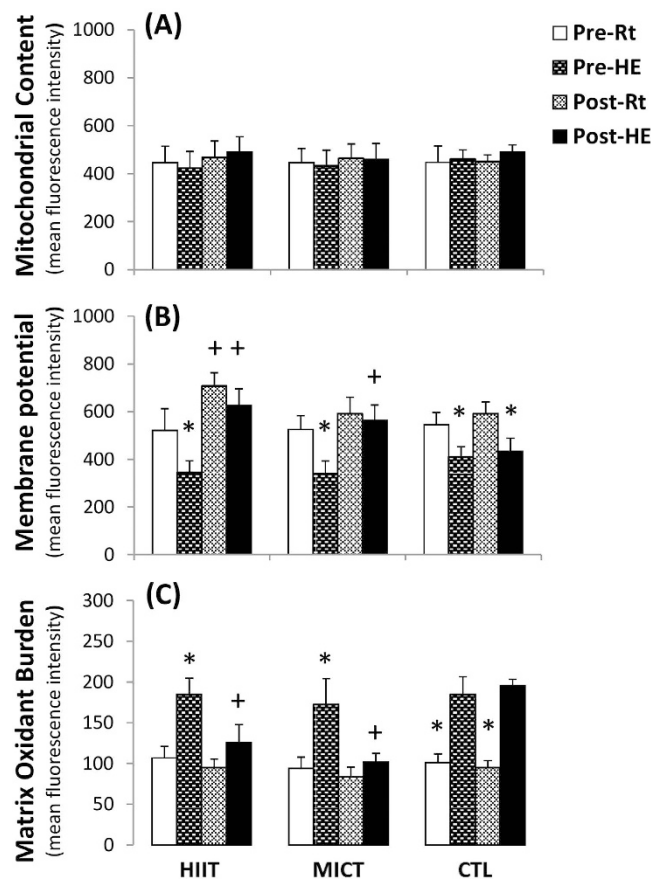 (A)
Mitochondrial Content
(mean fluorescence intensity)
1000
800
600
400
200
0
Pre-Rt
Pre-HE
Post-Rt
Post-HE
(B)
Membrane potential
(mean fluorescence intensity)
1000
800
600
400
200
0
* + +
* +
* *
(C)
Matrix Oxidant Burden
(mean fluorescence intensity)
300
250
200
150
100
50
0
* +
* +
* *
HIIT MICT CTL